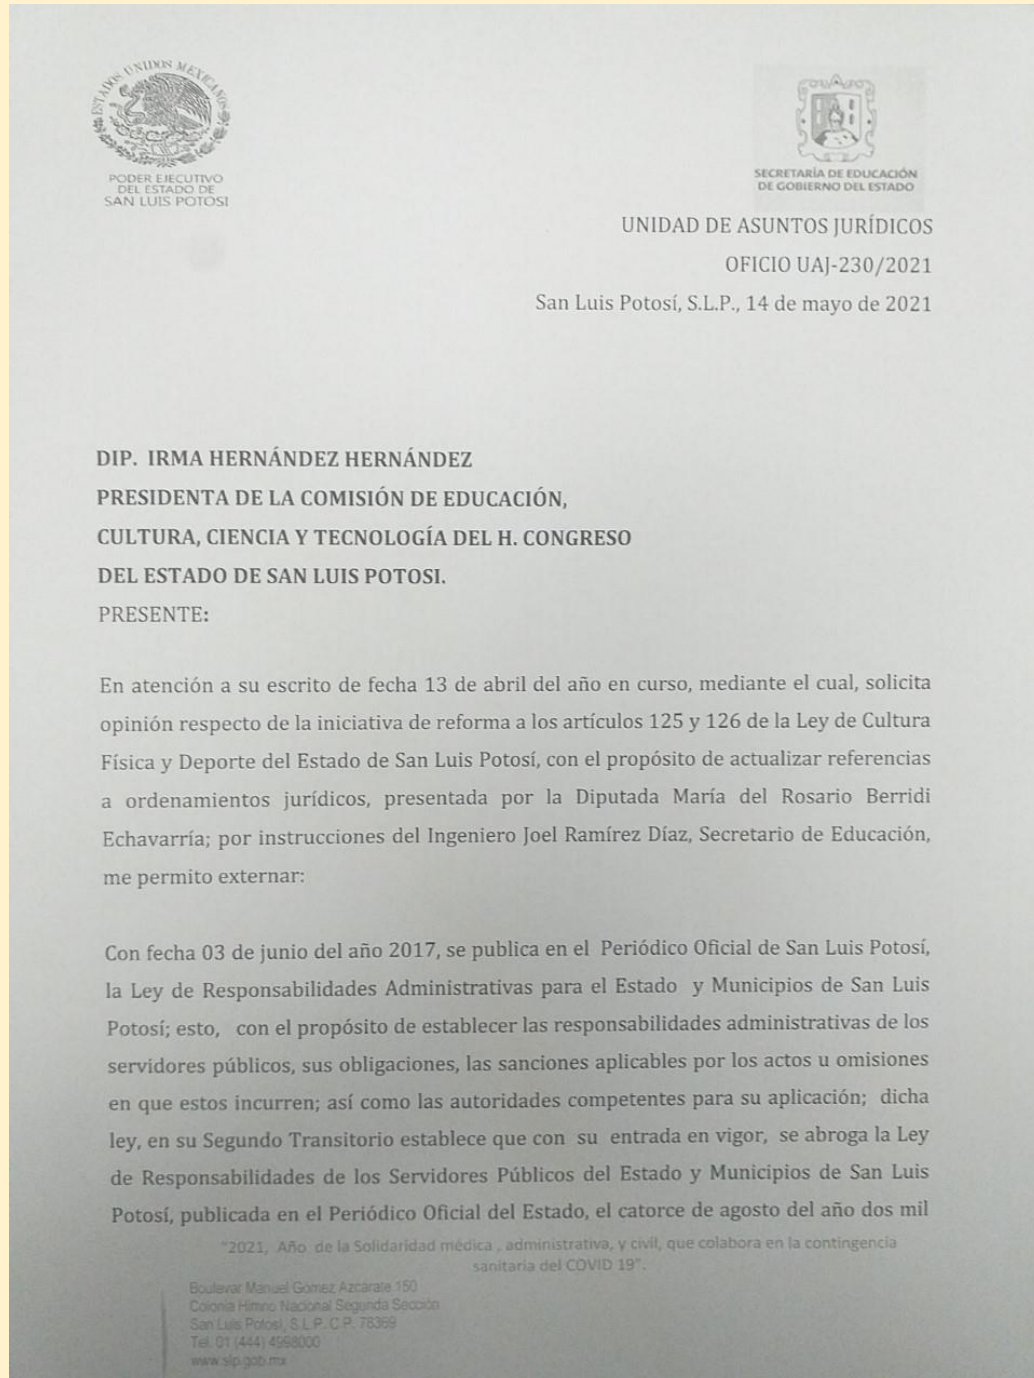 ESTADOS UNIDOS MEXICANOS
PODER EJECUTIVO
DEL ESTADO DE
SAN LUIS POTOSI
SECRETARÍA DE EDUCACIÓN
DE GOBIERNO DEL ESTADO
UNIDAD DE ASUNTOS JURÍDICOS
OFICIO UAJ-230/2021
San Luis Potosí, S.L.P., 14 de mayo de 2021
DIP. IRMA HERNÁNDEZ HERNÁNDEZ
PRESIDENTA DE LA COMISIÓN DE EDUCACIÓN,
CULTURA, CIENCIA Y TECNOLOGÍA DEL H. CONGRESO
DEL ESTADO DE SAN LUIS POTOSI.
PRESENTE:
En atención a su escrito de fecha 13 de abril del año en curso, mediante el cual, solicita
opinión respecto de la iniciativa de reforma a los artículos 125 y 126 de la Ley de Cultura
Física y Deporte del Estado de San Luis Potosí, con el propósito de actualizar referencias
a ordenamientos jurídicos, presentada por la Diputada María del Rosario Berridi
Echavarría; por instrucciones del Ingeniero Joel Ramírez Díaz, Secretario de Educación,
me permito externar:
Con fecha 03 de junio del año 2017, se publica en el Periódico Oficial de San Luis Potosí,
la Ley de Responsabilidades Administrativas para el Estado y Municipios de San Luis
Potosí; esto, con el propósito de establecer las responsabilidades administrativas de los
servidores públicos, sus obligaciones, las sanciones aplicables por los actos u omisiones
en que estos incurren; así como las autoridades competentes para su aplicación; dicha
ley, en su Segundo Transitorio establece que con su entrada en vigor, se abroga la Ley
de Responsabilidades de los Servidores Públicos del Estado y Municipios de San Luis
Potosí, publicada en el Periódico Oficial del Estado, el catorce de agosto del año dos mil
"2021, Año de la Solidaridad médica , administrativa, y civil, que colabora en la contingencia
sanitaria del COVID 19".
Boulevar Manuel Gómez Azcárate 150
Colonia Himno Nacional Segunda Sección
San Luis Potosí, S.L.P. C.P. 78369
Tel. 01 (444) 4998000
www.slp.gob.mx